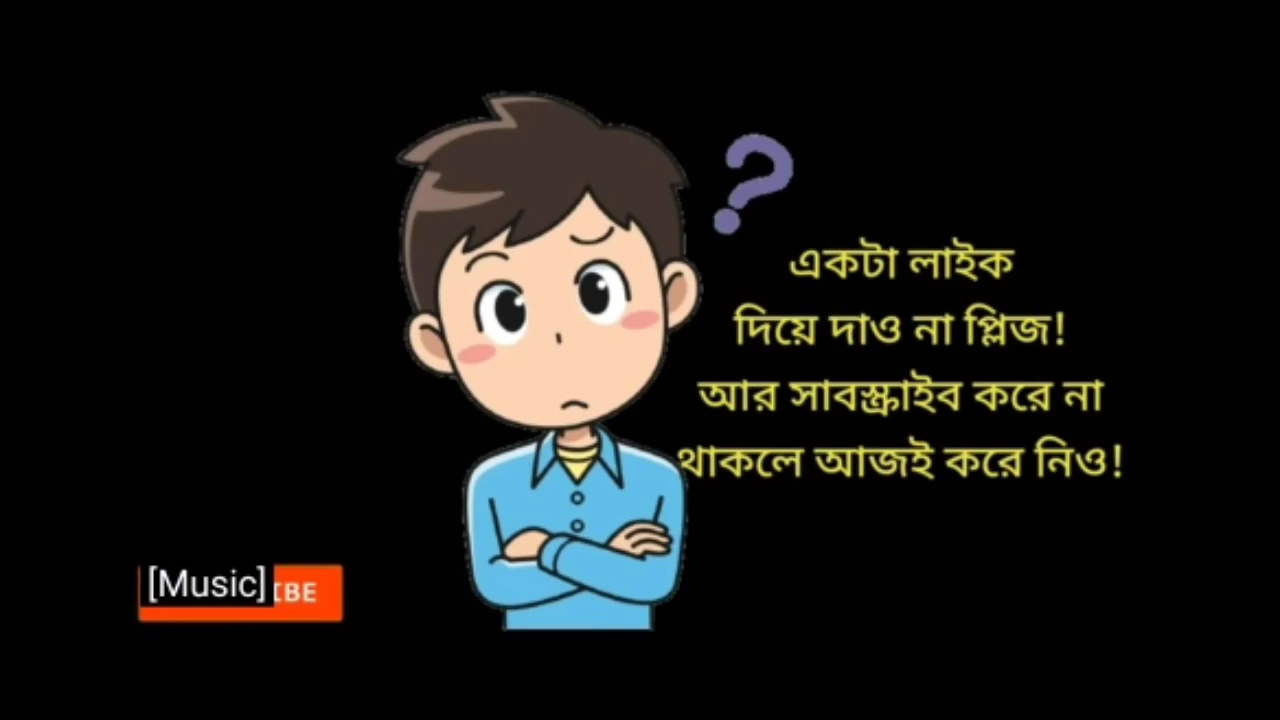 একটা লাইক
দিয়ে দাও না প্লিজ!
আর সাবস্ক্রাইব করে না
থাকলে আজই করে নিও!
[Music]